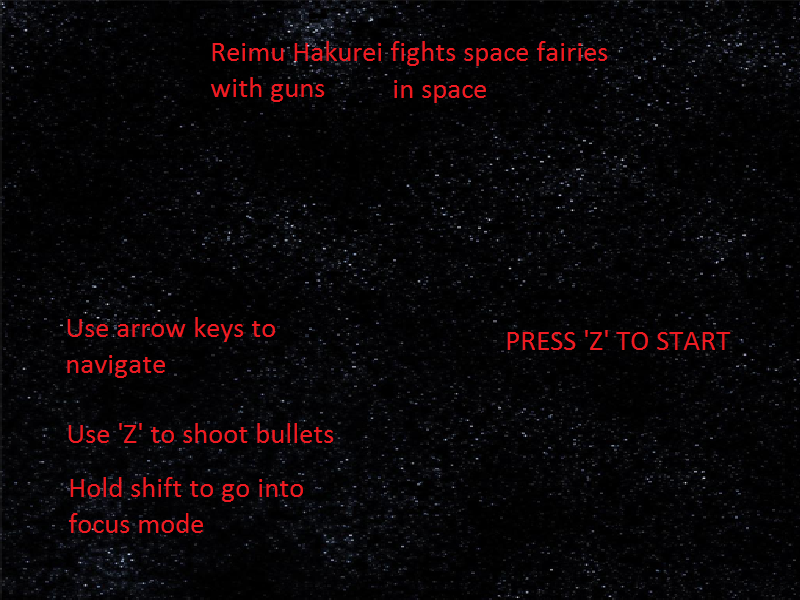 Reimu Hakurei fights space fairies
with guns in space
Use arrow keys to
navigate
PRESS 'Z' TO START
Use 'Z' to shoot bullets
Hold shift to go into
focus mode